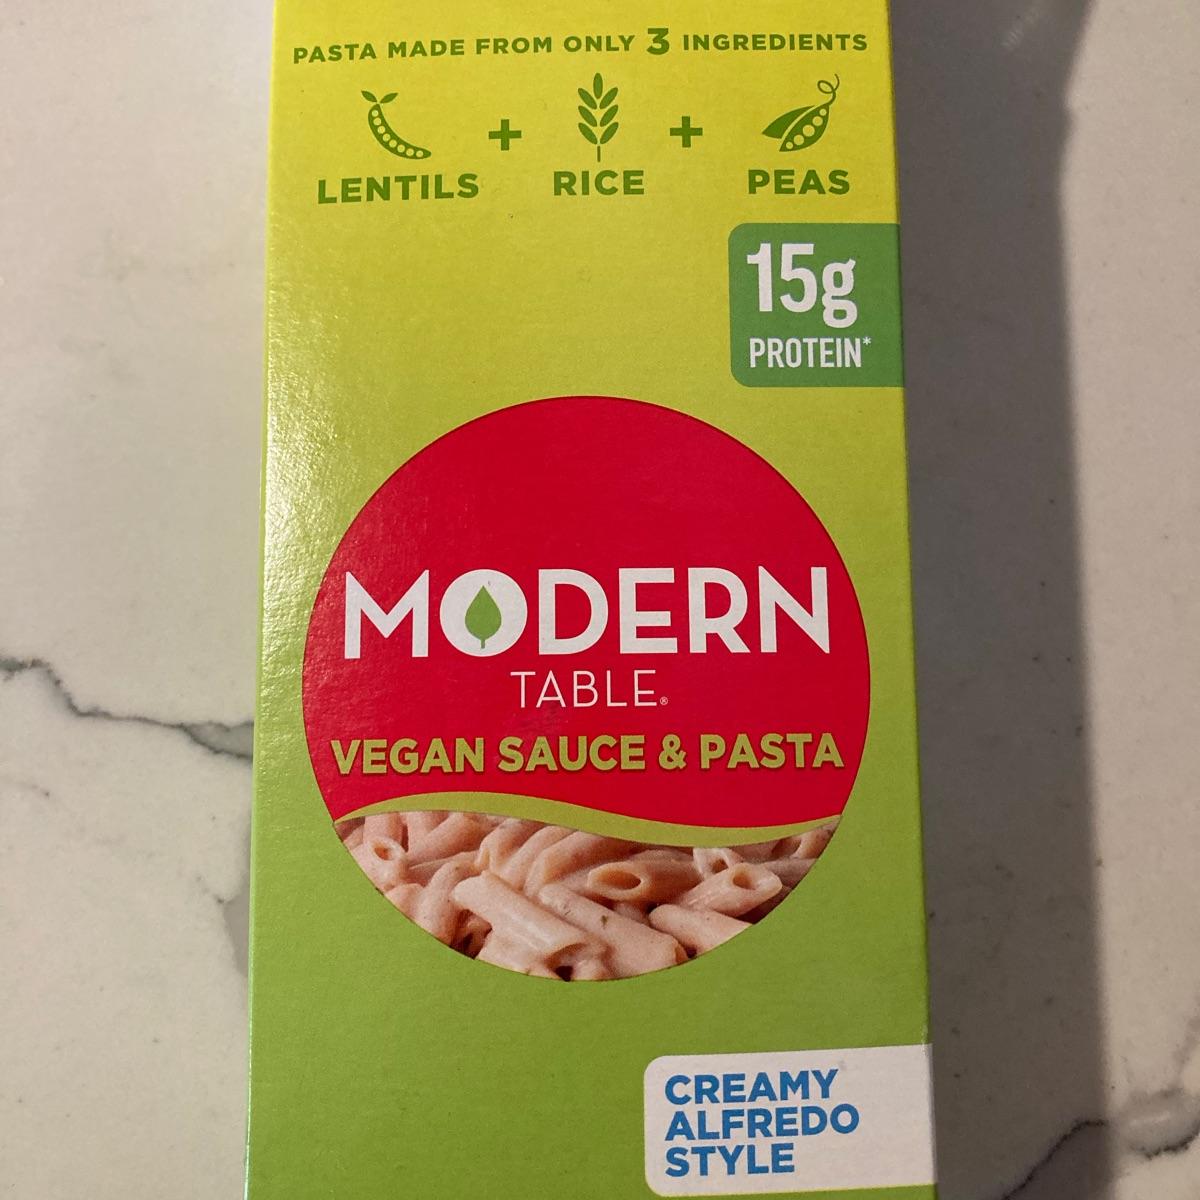 PASTA MADE FROM ONLY 3 INGREDIENTS
LENTILS + RICE + PEAS
15g
PROTEIN*
MODERN
TABLE®
VEGAN SAUCE & PASTA
CREAMY
ALFREDO
STYLE